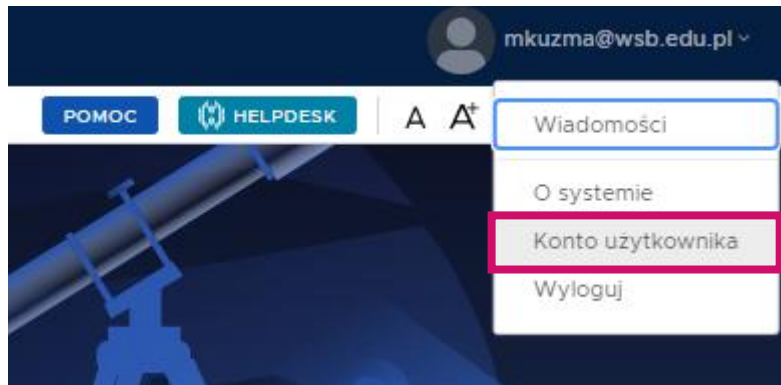 mkuzma@wsb.edu.pl
POMOC
HELPDESK
A A+
Wiadomości
O systemie
Konto użytkownika
Wyloguj